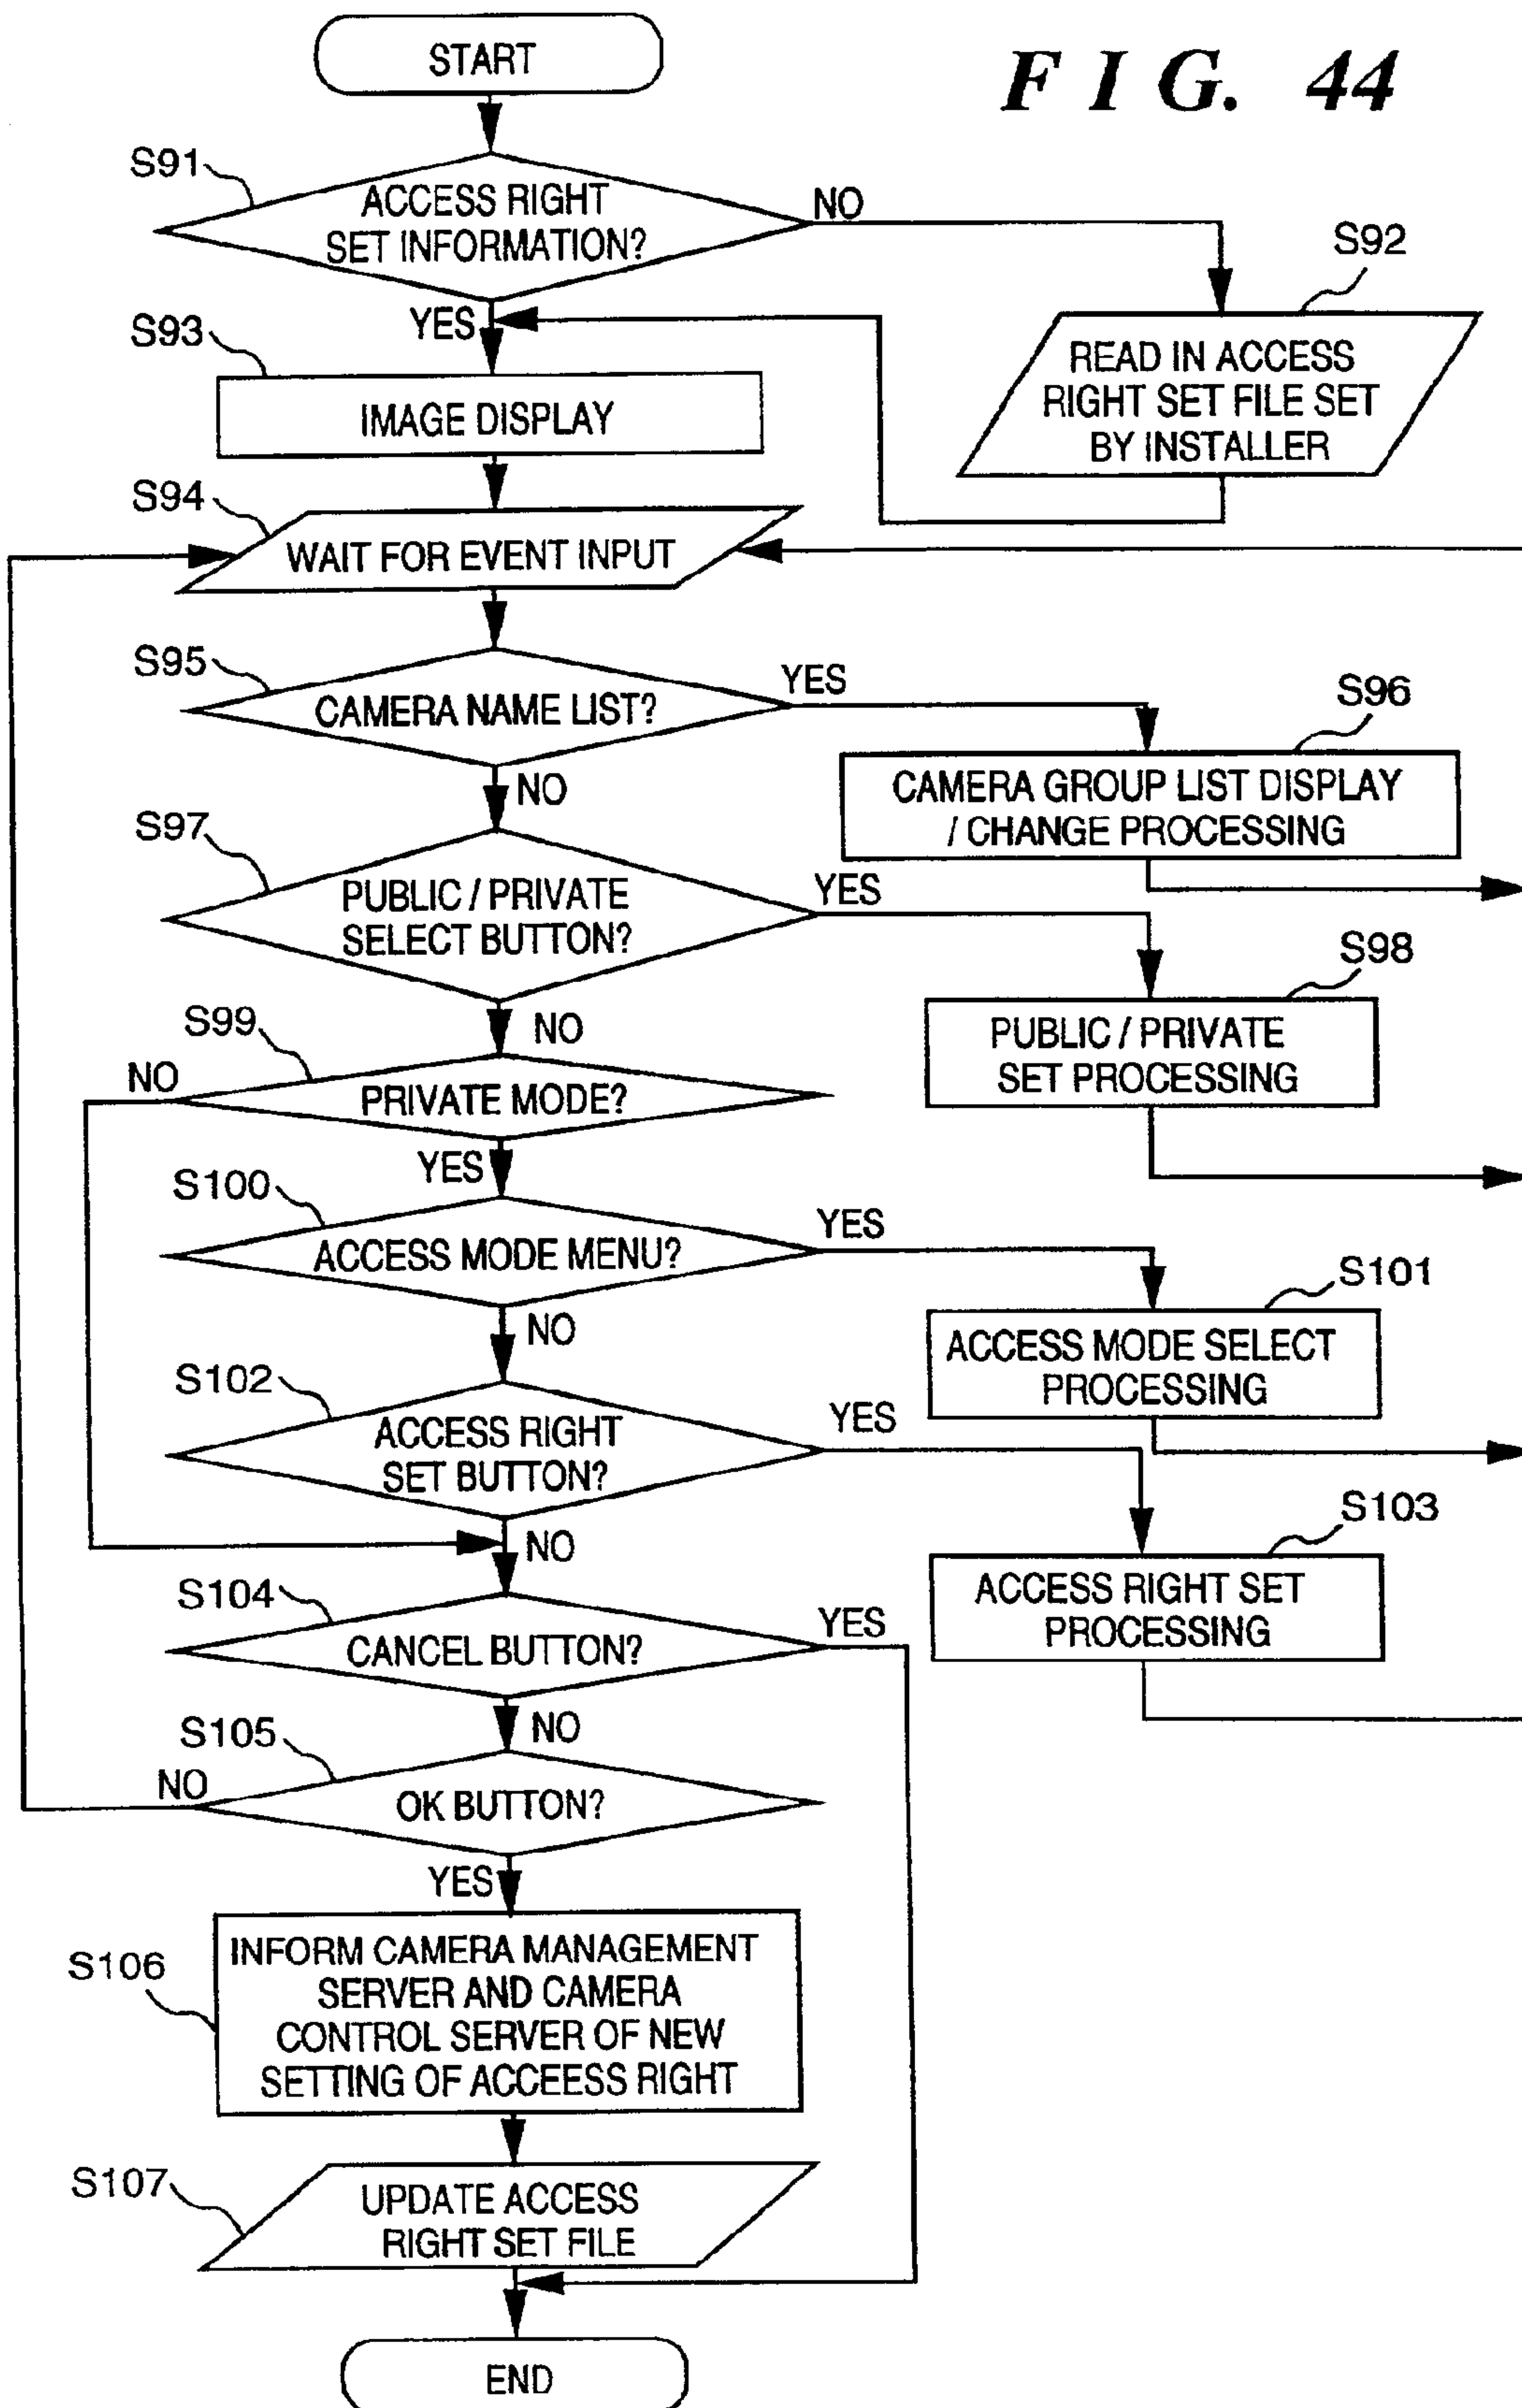 START
F I G. 44
S91
ACCESS RIGHT
SET INFORMATION?
NO
S92
YES
READ IN ACCESS
RIGHT SET FILE SET
BY INSTALLER
S93
IMAGE DISPLAY
S94
WAIT FOR EVENT INPUT
S95
CAMERA NAME LIST?
YES
S96
NO
CAMERA GROUP LIST DISPLAY
/ CHANGE PROCESSING
S97
PUBLIC / PRIVATE
SELECT BUTTON?
YES
S98
NO
PUBLIC / PRIVATE
SET PROCESSING
S99
NO
PRIVATE MODE?
YES
S100
ACCESS MODE MENU?
YES
S101
NO
ACCESS MODE SELECT
PROCESSING
S102
ACCESS RIGHT
SET BUTTON?
YES
S103
NO
ACCESS RIGHT SET
PROCESSING
S104
CANCEL BUTTON?
YES
NO
S105
NO
OK BUTTON?
YES
S106
INFORM CAMERA MANAGEMENT
SERVER AND CAMERA
CONTROL SERVER OF NEW
SETTING OF ACCEESS RIGHT
S107
UPDATE ACCESS
RIGHT SET FILE
END